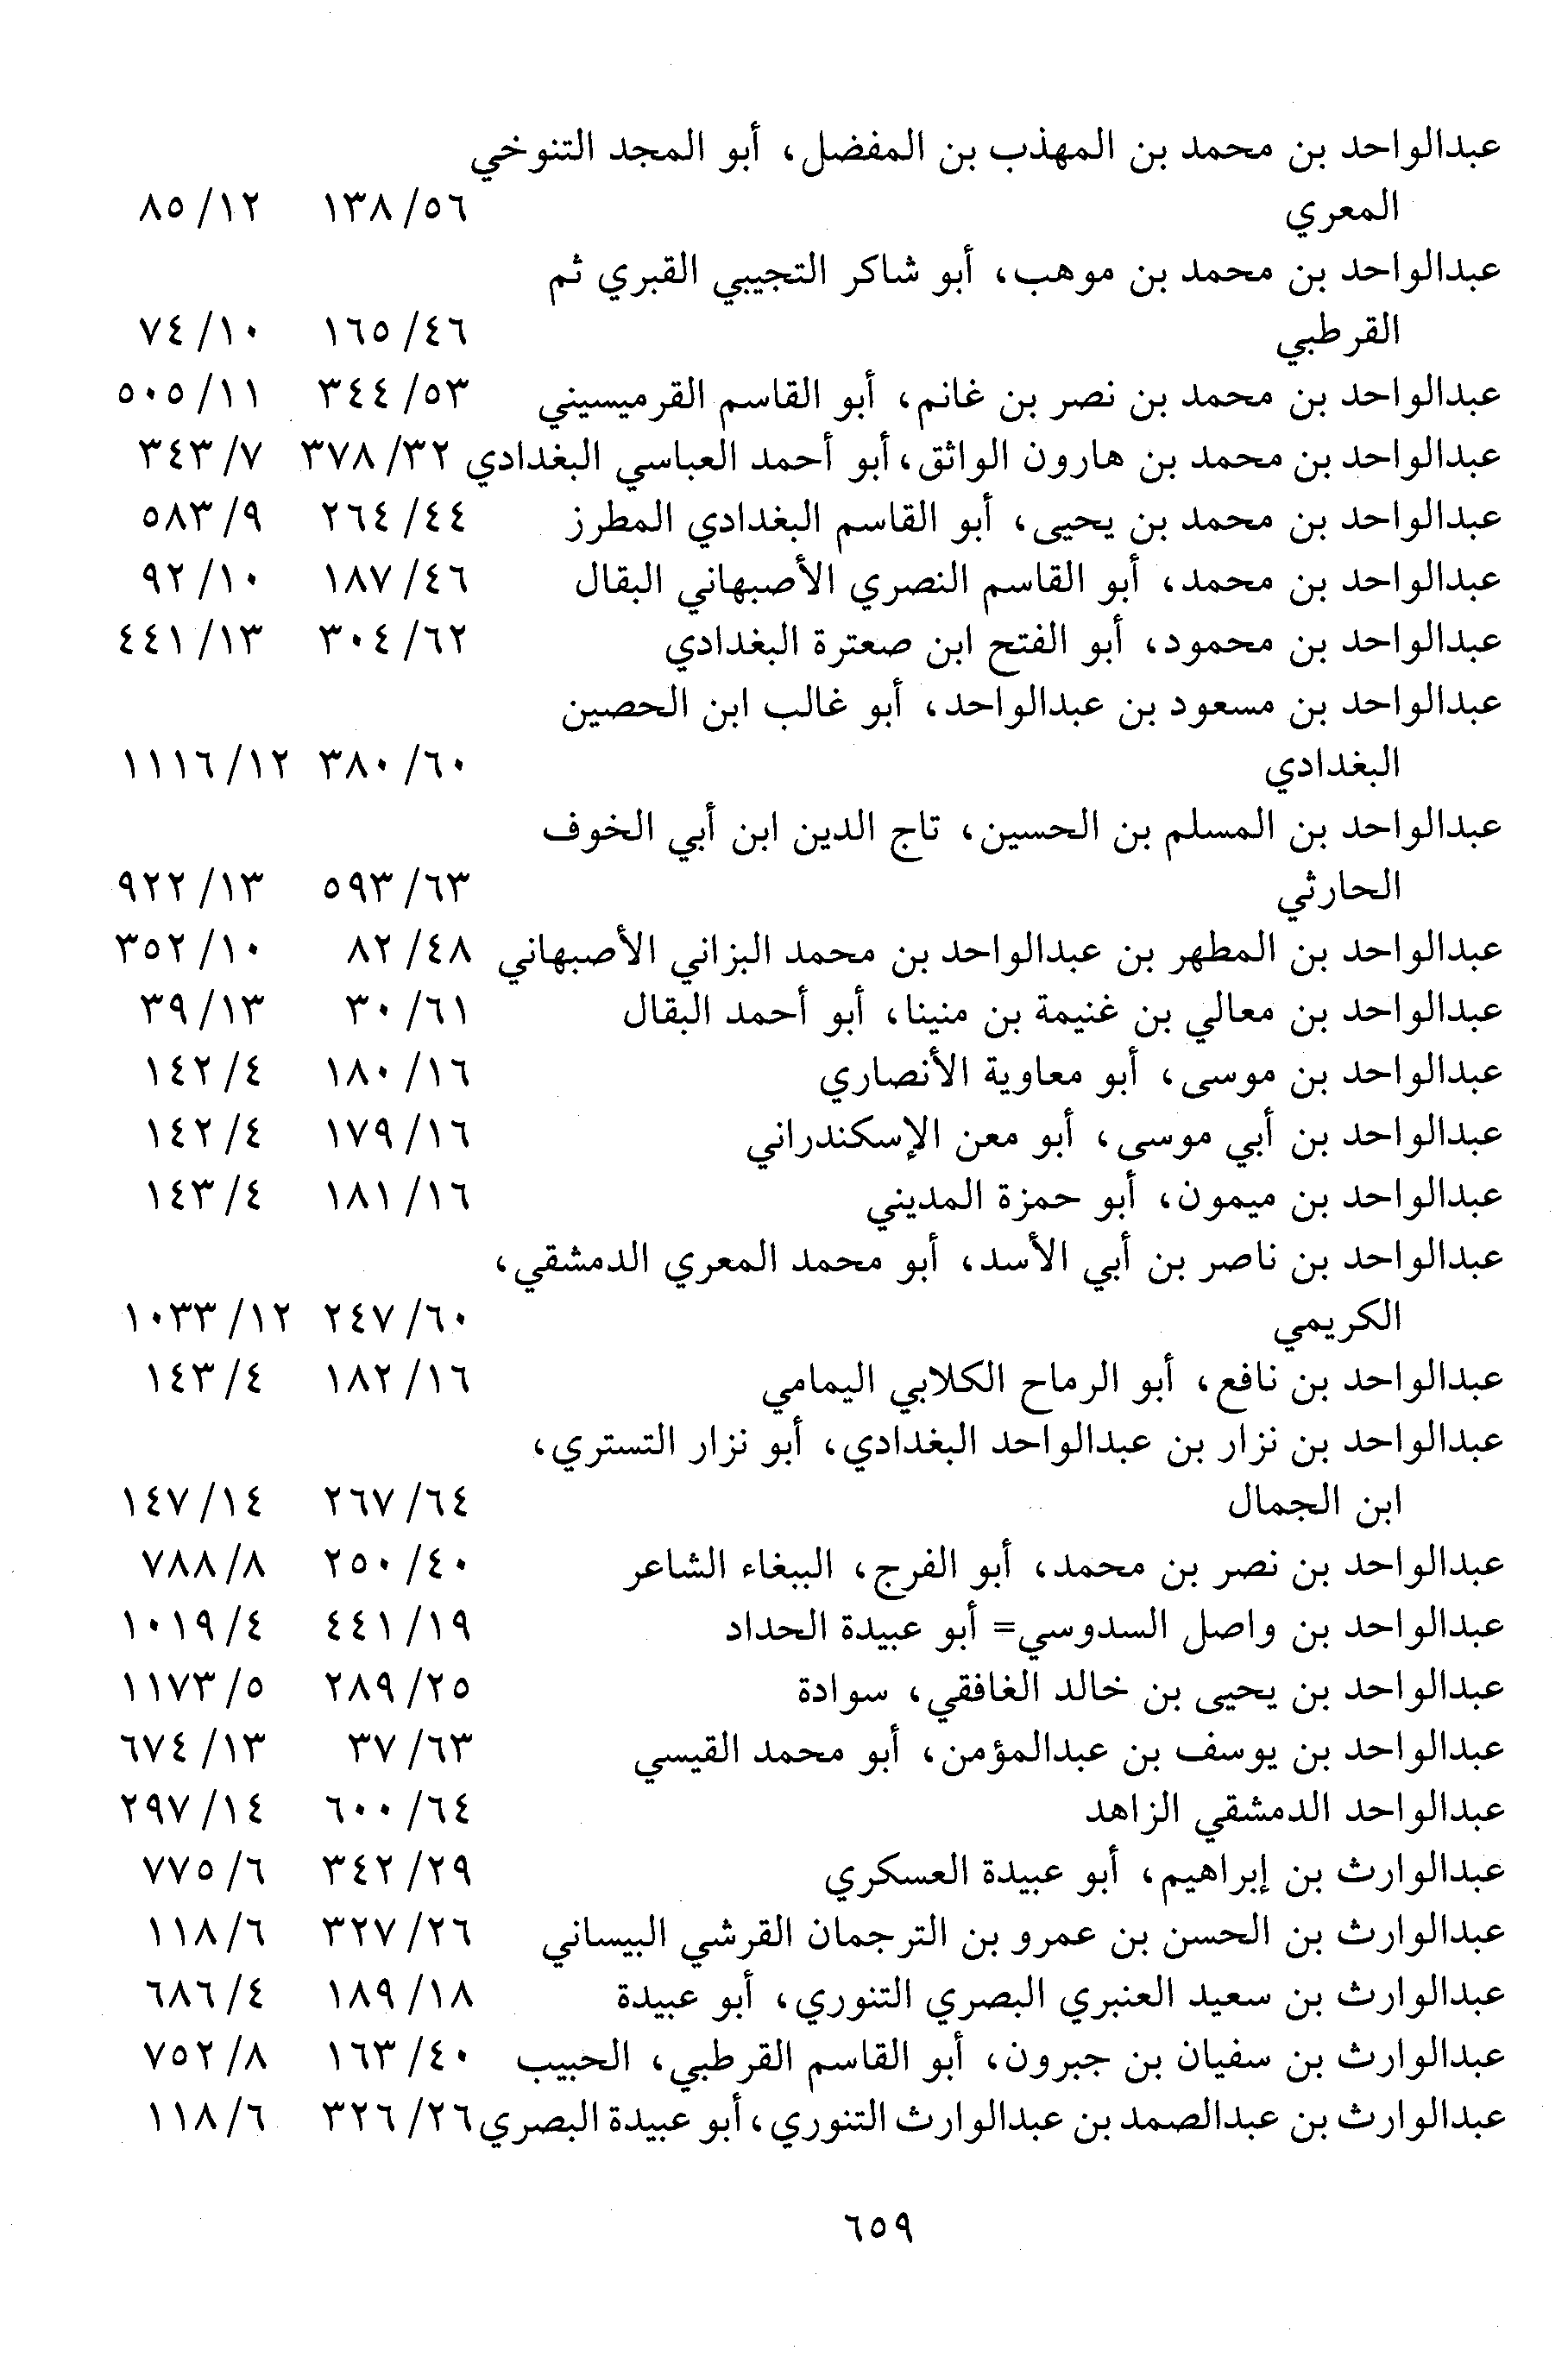 عبدالواحد بن محمد بن المهذب بن المفضل، أبو المجد التنوخي
المعري ٥٦/ ١٣٨ ١٢/ ٨٥
عبدالواحد بن محمد بن موهب، أبو شاكر التجيبي القبري ثم
القرطبي ٤٦/ ١٦٥ ١٠/ ٧٤
عبدالواحد بن محمد بن نصر بن غانم، أبو القاسم القرميسيني ٥٣/ ٣٤٤ ١١/ ٥٠٥
عبدالواحد بن محمد بن هارون الواثق، أبو أحمد العباسي البغدادي ٣٢/ ٣٧٨ ٧/ ٣٤٣
عبدالواحد بن محمد بن يحيى، أبو القاسم البغدادي المطرز ٤٤/ ٢٦٤ ٩/ ٥٨٣
عبدالواحد بن محمد، أبو القاسم النصري الأصبهاني البقال ٤٦/ ١٨٧ ١٠/ ٩٢
عبدالواحد بن محمود، أبو الفتح ابن صعترة البغدادي ٦٢/ ٣٠٤ ١٣/ ٤٤١
عبدالواحد بن مسعود بن عبدالواحد، أبو غالب ابن الحصين
البغدادي ٦٠/ ٣٨٠ ١٢/ ١١١٦
عبدالواحد بن المسلم بن الحسين، تاج الدين ابن أبي الخوف
الحارثي ٦٣/ ٥٩٣ ١٣/ ٩٢٢
عبدالواحد بن المطهر بن عبدالواحد بن محمد البزاني الأصبهاني ٤٨/ ٨٢ ١٠/ ٣٥٢
عبدالواحد بن معالي بن غنيمة بن منينا، أبو أحمد البقال ٦١/ ٣٠ ١٣/ ٣٩
عبدالواحد بن موسى، أبو معاوية الأنصاري ١٦/ ١٨٠ ٤/ ١٤٢
عبدالواحد بن أبي موسى، أبو معن الإسكندراني ١٦/ ١٧٩ ٤/ ١٤٢
عبدالواحد بن ميمون، أبو حمزة المديني ١٦/ ١٨١ ٤/ ١٤٣
عبدالواحد بن ناصر بن أبي الأسد، أبو محمد المعري الدمشقي،
الكريمي ٦٠/ ٢٤٧ ١٢/ ١٠٣٣
عبدالواحد بن نافع، أبو الرماح الكلابي اليمامي ١٦/ ١٨٢ ٤/ ١٤٣
عبدالواحد بن نزار بن عبدالواحد البغدادي، أبو نزار التستري،
ابن الجمال ٦٤/ ٢٦٧ ١٤/ ١٤٧
عبدالواحد بن نصر بن محمد، أبو الفرج، الببغاء الشاعر ٤٠/ ٢٥٠ ٨/ ٧٨٨
عبدالواحد بن واصل السدوسي= أبو عبيدة الحداد ١٩/ ٤٤١ ٤/ ١٠١٩
عبدالواحد بن يحيى بن خالد الغافقي، سوادة ٢٥/ ٢٨٩ ٥/ ١١٧٣
عبدالواحد بن يوسف بن عبدالمؤمن، أبو محمد القيسي ٦٣/ ٣٧ ١٣/ ٦٧٤
عبدالواحد الدمشقي الزاهد ٦٤/ ٦٠٠ ١٤/ ٢٩٧
عبدالوارث بن إبراهيم، أبو عبيدة العسكري ٢٩/ ٣٤٢ ٦/ ٧٧٥
عبدالوارث بن الحسن بن عمرو بن الترجمان القرشي البيساني ٢٦/ ٣٢٧ ٦/ ١١٨
عبدالوارث بن سعيد العنبري البصري التنوري، أبو عبيدة ١٨/ ١٨٩ ٤/ ٦٨٦
عبدالوارث بن سفيان بن جبرون، أبو القاسم القرطبي، الحبيب ٤٠/ ١٦٣ ٨/ ٧٥٢
عبدالوارث بن عبدالصمد بن عبدالوارث التنوري، أبو عبيدة البصري ٢٦/ ٣٢٦ ٦/ ١١٨
٦٥٩